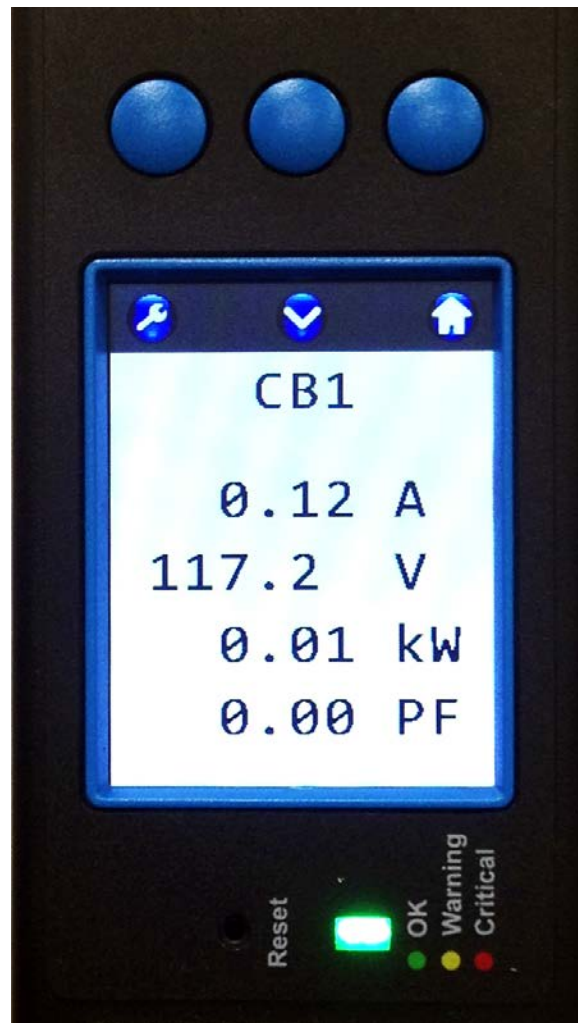 CB1
0.12 A
117.2 V
0.01 kW
0.00 PF
Reset
OK
Warning
Critical